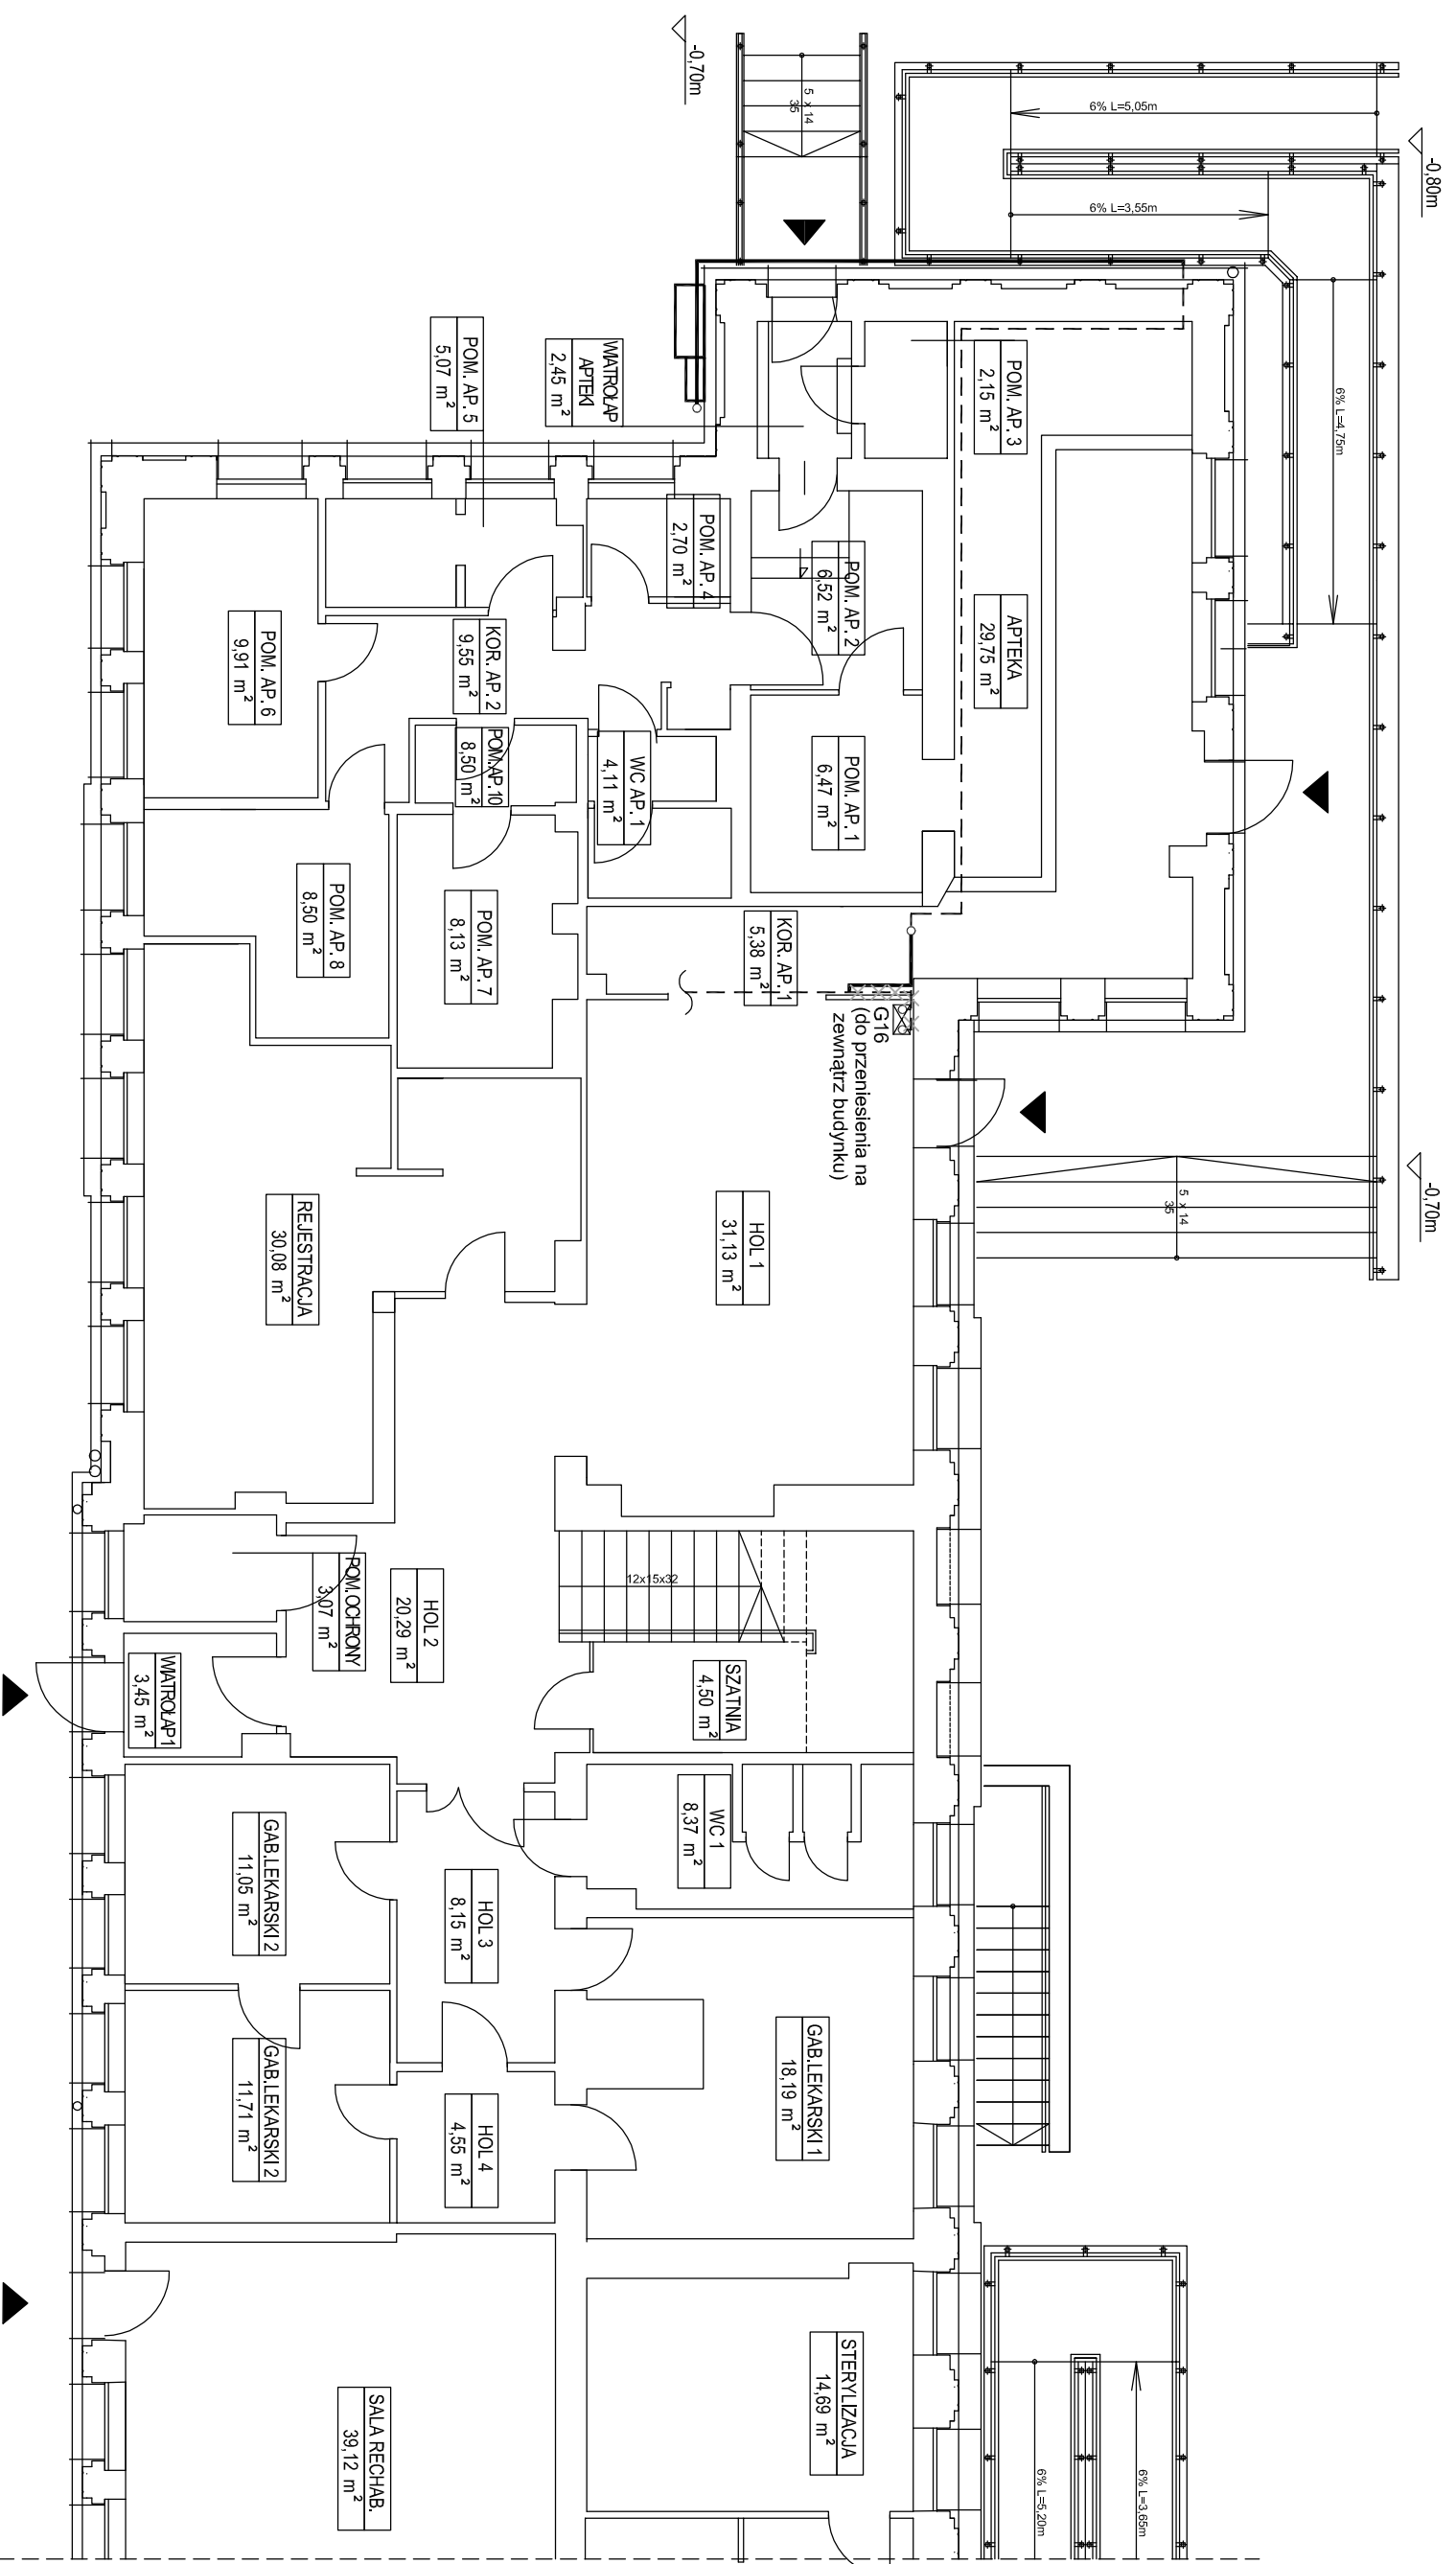 -0,80m
-0,70m
-0,70m
6% L=5,05m
6% L=3,55m
6% L=4,75m
5 x 14
35
5 x 14
35
POM. AP. 3
2,15 m²
APTEKA
29,75 m²
WIATROŁAP
APTEKI
2,45 m²
POM. AP. 5
5,07 m²
POM. AP. 4
2,70 m²
POM. AP. 2
6,52 m²
POM. AP. 1
6,47 m²
KOR. AP. 2
9,55 m²
POM. AP. 6
9,91 m²
POM.AP.10
8,50 m²
WC AP. 1
4,11 m²
POM. AP. 8
8,50 m²
POM. AP. 7
8,13 m²
KOR. AP. 1
5,38 m²
G16
(do przeniesienia na
zewnątrz budynku)
HOL 1
31,13 m²
REJESTRACJA
30,08 m²
12x15x32
POM.OCHRONY
3,07 m²
HOL 2
20,29 m²
SZATNIA
4,50 m²
WIATROŁAP1
3,45 m²
WC 1
8,37 m²
GAB.LEKARSKI 2
11,05 m²
HOL 3
8,15 m²
GAB.LEKARSKI 1
18,19 m²
GAB.LEKARSKI 2
11,71 m²
HOL 4
4,55 m²
STERYLIZACJA
14,69 m²
SALA RECHAB.
39,12 m²
6% L=3,65m
6% L=5,20m